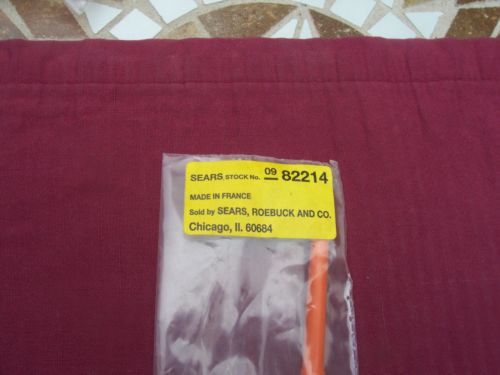 SEARS STOCK No. 09 82214
MADE IN FRANCE
Sold by SEARS, ROEBUCK AND CO.
Chicago, Il. 60684